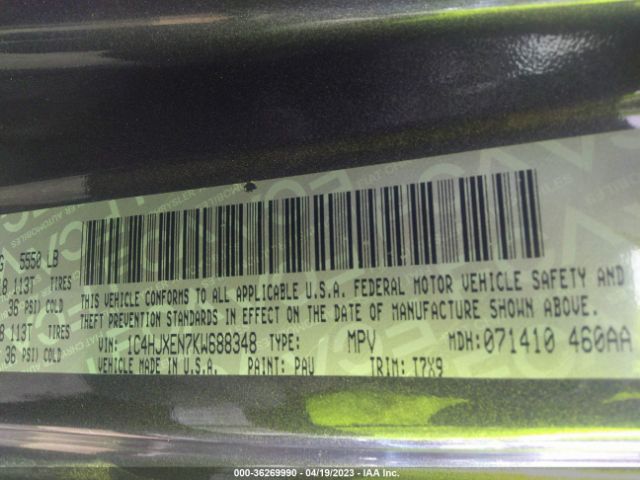 G 5550 LB
8 113T TIRES
36 PSI) COLD
8 113T TIRES
36 PSI) COLD
THIS VEHICLE CONFORMS TO ALL APPLICABLE U.S.A. FEDERAL MOTOR VEHICLE SAFETY AND
THEFT PREVENTION STANDARDS IN EFFECT ON THE DATE OF MANUFACTURE SHOWN ABOVE.
VIN: 1C4HJXEN7KW688348 TYPE: MPV MDH: 071410 460AA
VEHICLE MADE IN U.S.A. PAINT: PAU TRIM: T7X9
000-36269990 - 04/19/2023 - IAA Inc.